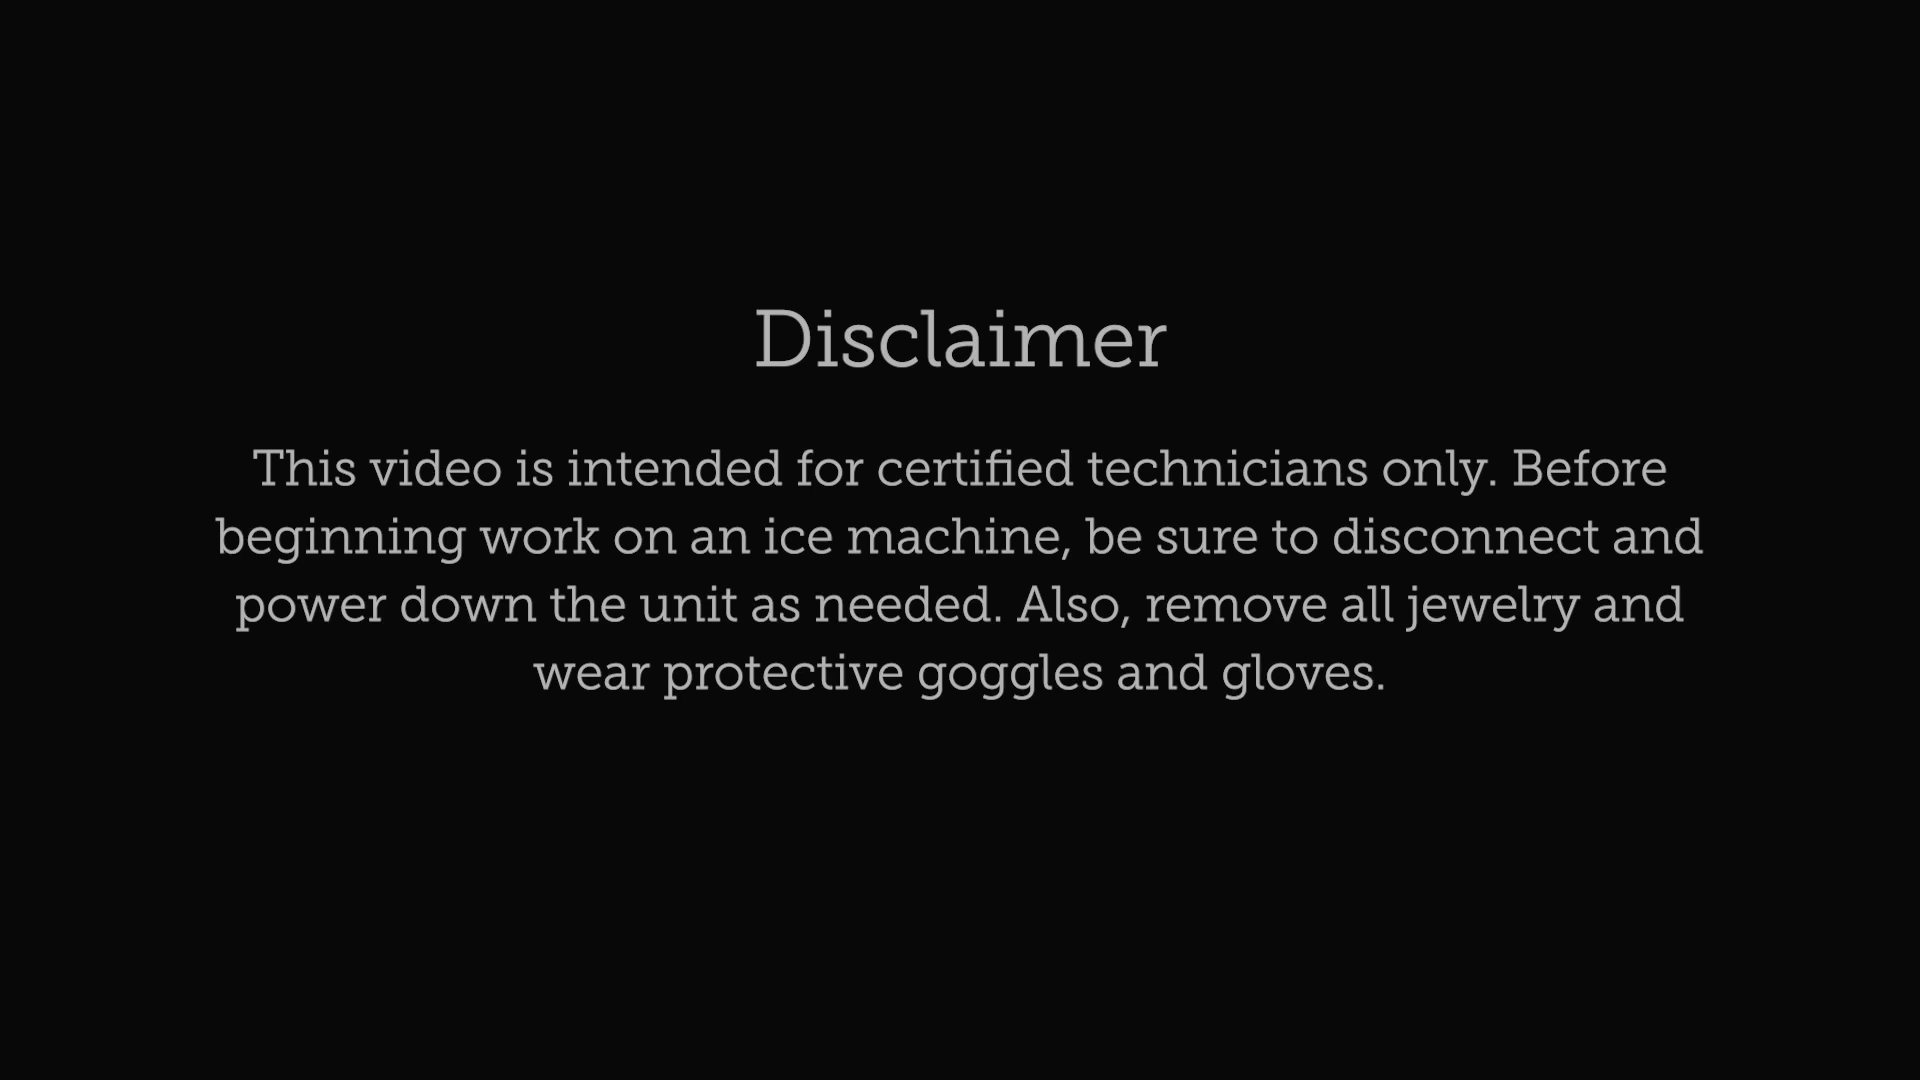 Disclaimer
This video is intended for certified technicians only. Before
beginning work on an ice machine, be sure to disconnect and
power down the unit as needed. Also, remove all jewelry and
wear protective goggles and gloves.